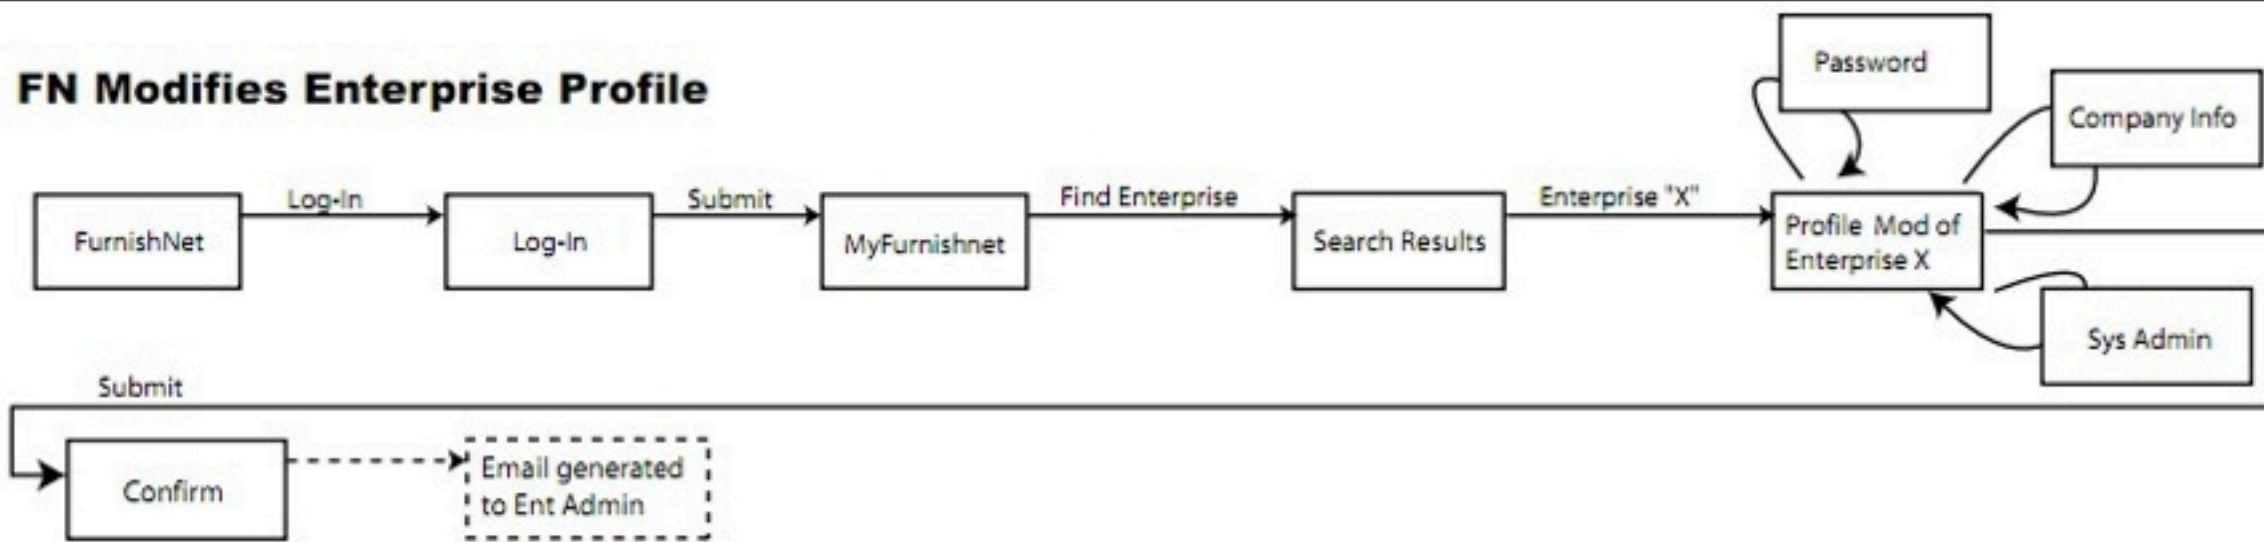 FN Modifies Enterprise Profile
Password
Company Info
Log-In
Submit
Find Enterprise
Enterprise "X"
FurnishNet
Log-In
MyFurnishnet
Search Results
Profile Mod of
Enterprise X
Sys Admin
Submit
Confirm
Email generated
to Ent Admin